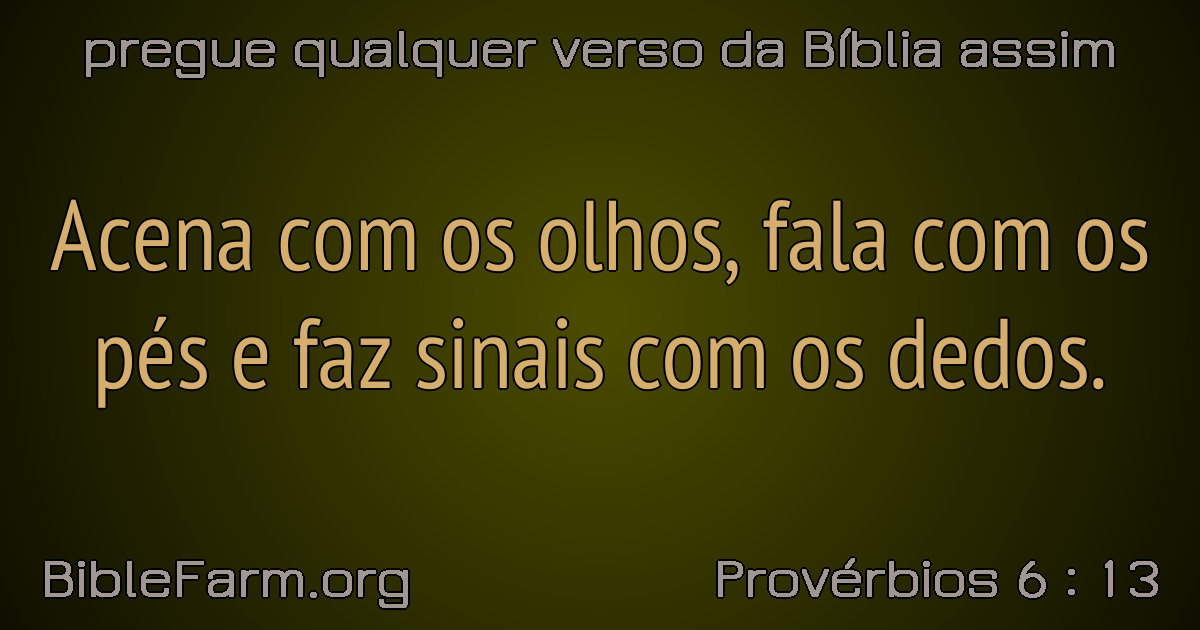 pregue qualquer verso da Bíblia assim
Acena com os olhos, fala com os
pés e faz sinais com os dedos.
BibleFarm.org
Provérbios 6 : 13